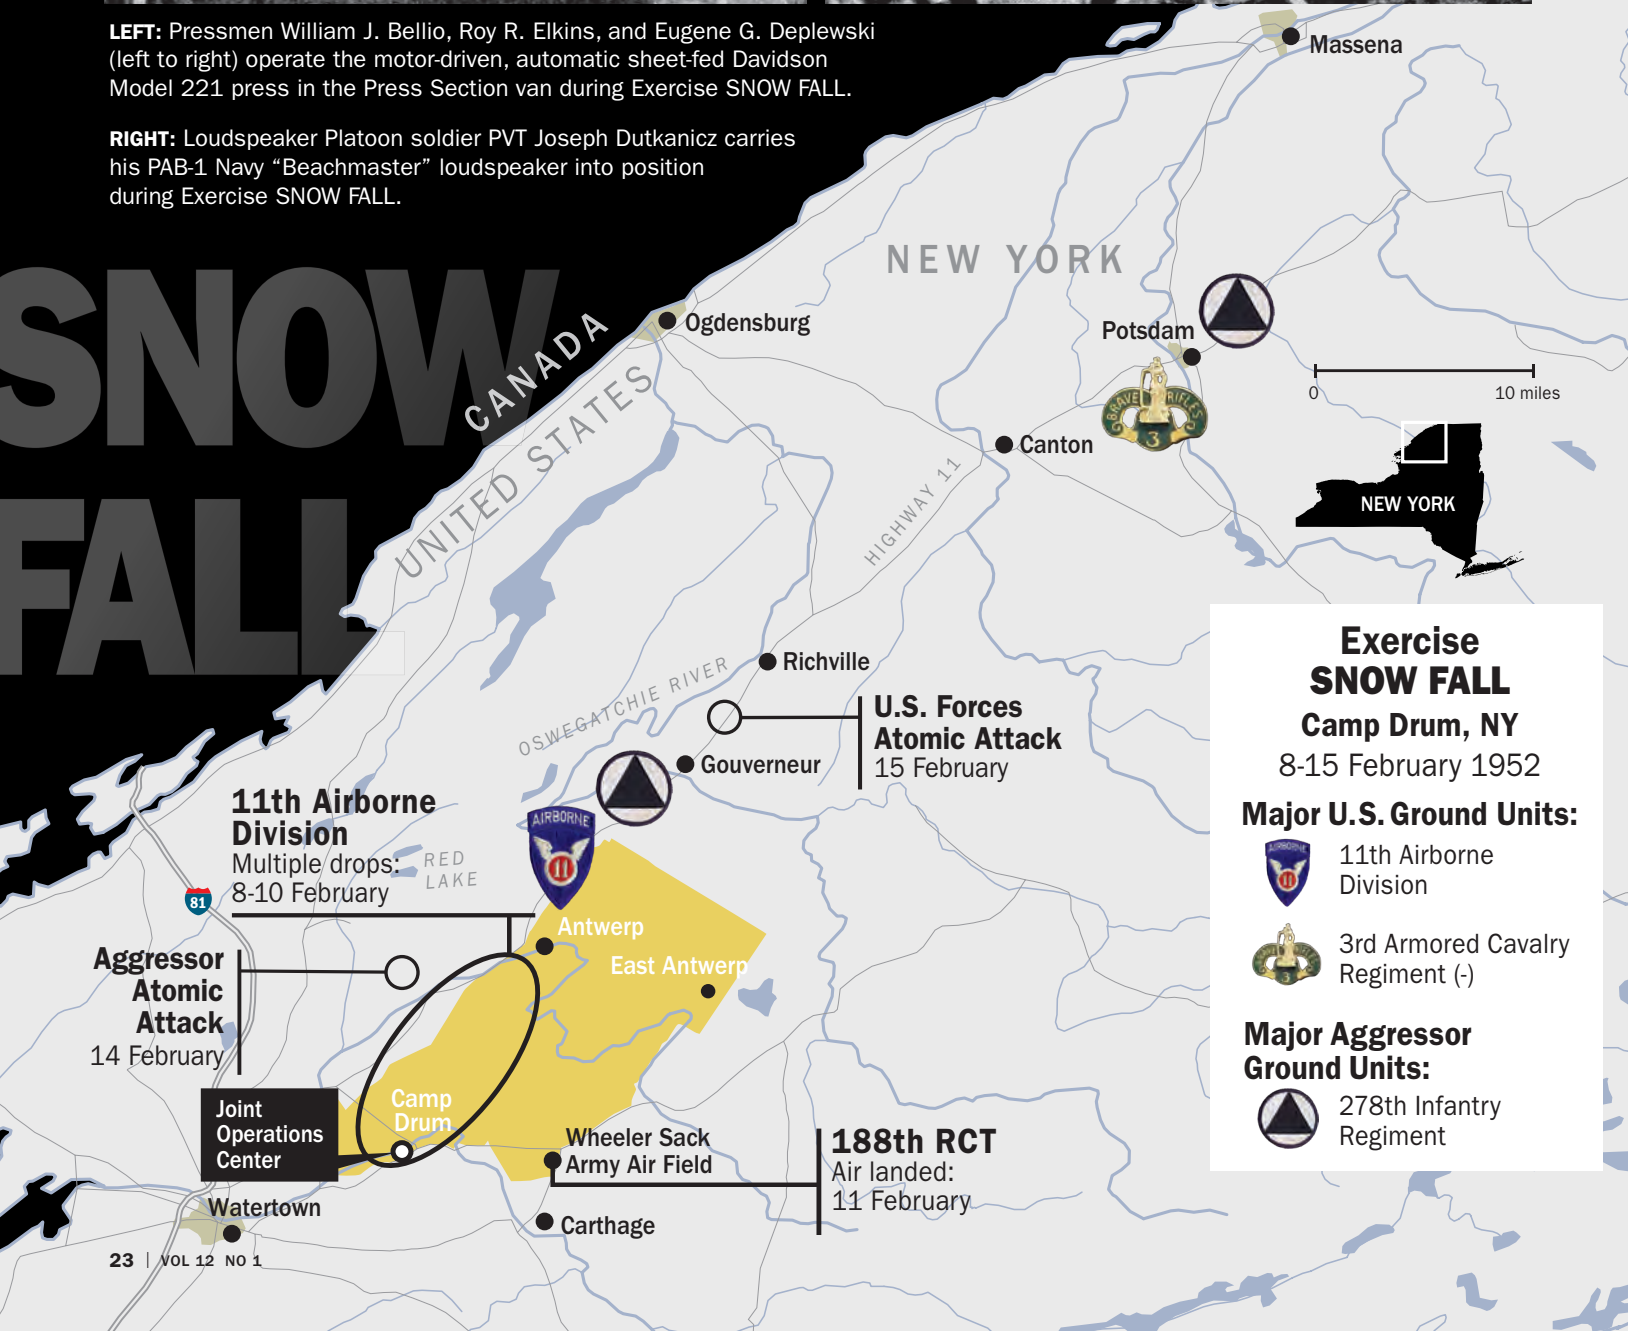 LEFT: Pressmen William J. Bellio, Roy R. Elkins, and Eugene G. Deplewski
(left to right) operate the motor-driven, automatic sheet-fed Davidson
Model 221 press in the Press Section van during Exercise SNOW FALL.
RIGHT: Loudspeaker Platoon soldier PVT Joseph Dutkanicz carries
his PAB-1 Navy “Beachmaster” loudspeaker into position
during Exercise SNOW FALL.
SNOW
FALL
CANADA
UNITED STATES
NEW YORK
Massena
Ogdensburg
Potsdam
BRAVE RIFLES
3
Canton
HIGHWAY 11
0 10 miles
NEW YORK
Richville
OSWEGATCHIE RIVER
U.S. Forces
Atomic Attack
15 February
Gouverneur
11th Airborne
Division
Multiple drops:
8-10 February
RED
LAKE
AIRBORNE
11
81
Antwerp
East Antwerp
Aggressor
Atomic
Attack
14 February
Camp
Drum
Joint
Operations
Center
Wheeler Sack
Army Air Field
188th RCT
Air landed:
11 February
Watertown
Carthage
Exercise
SNOW FALL
Camp Drum, NY
8-15 February 1952
Major U.S. Ground Units:
AIRBORNE
11
11th Airborne
Division
3
3rd Armored Cavalry
Regiment (-)
Major Aggressor
Ground Units:
278th Infantry
Regiment
23 | VOL 12 NO 1